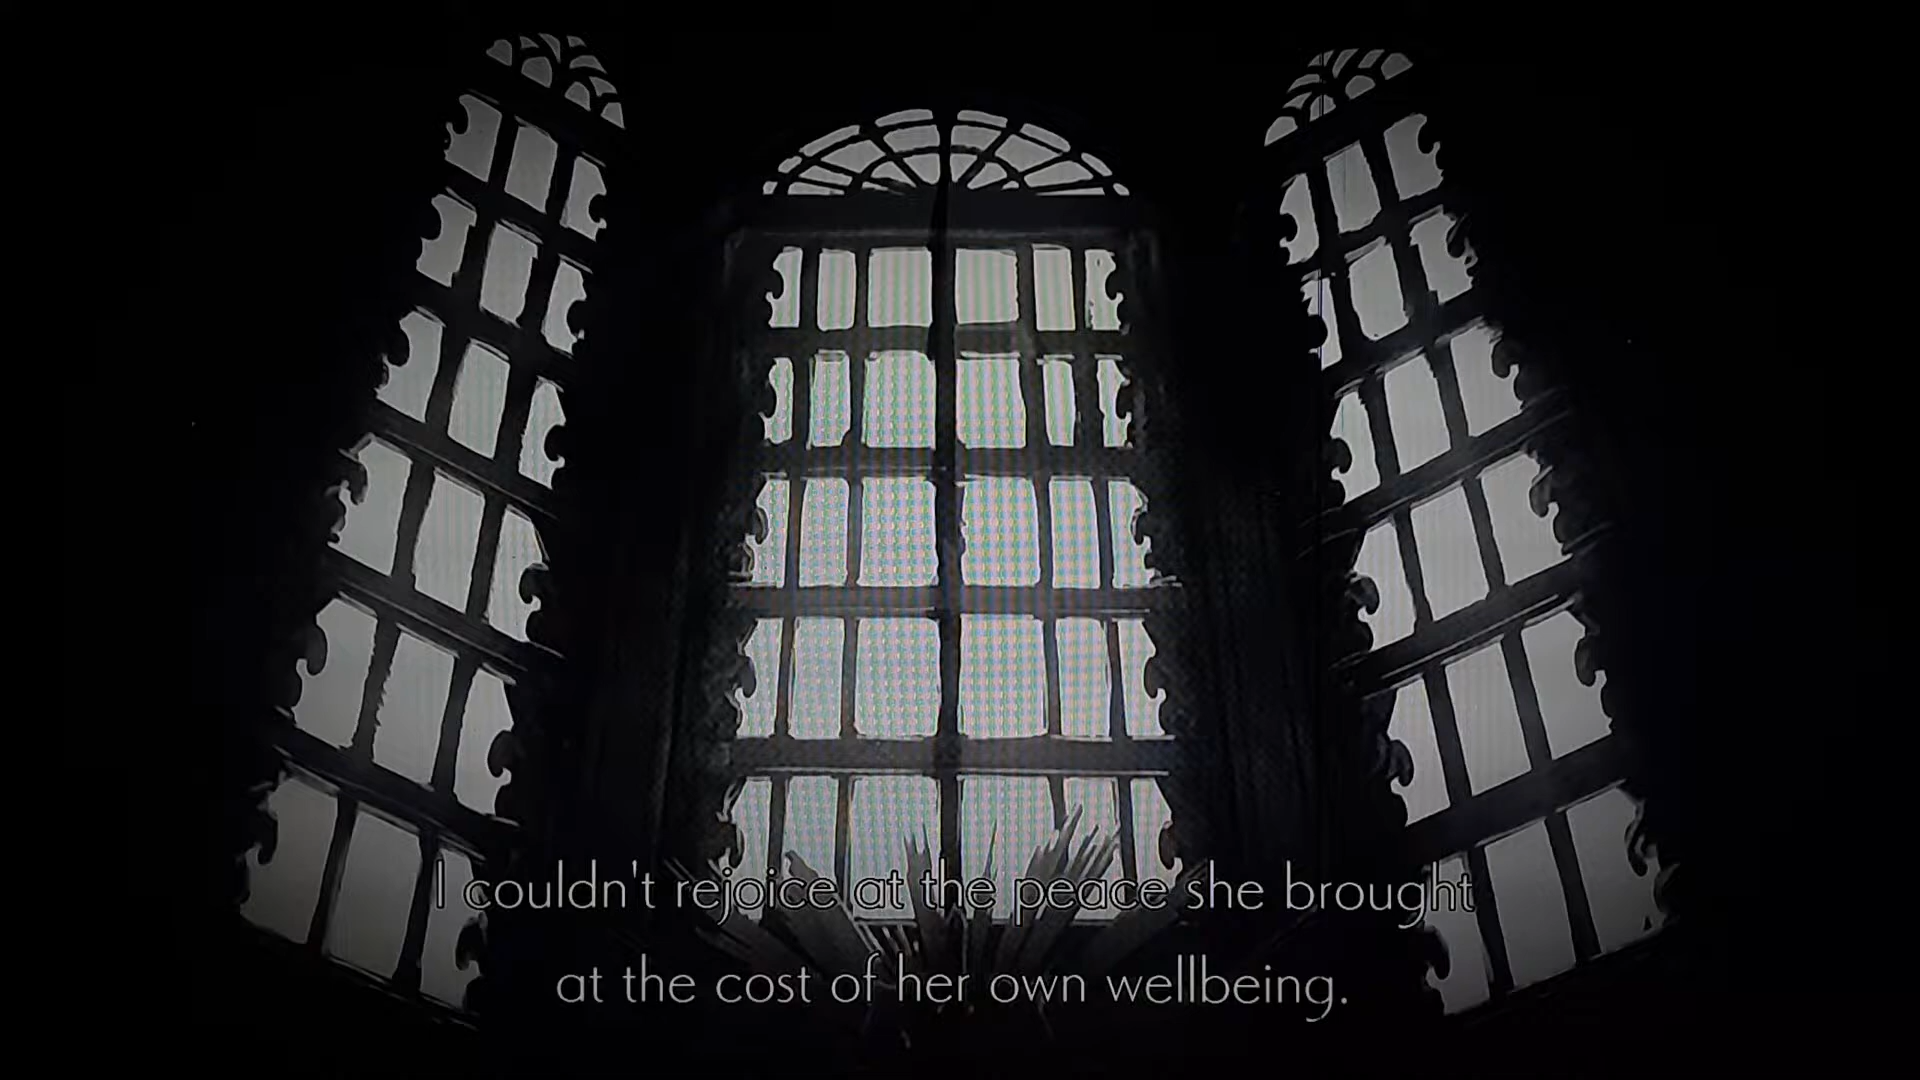 I couldn't rejoice at the peace she brought
at the cost of her own wellbeing.